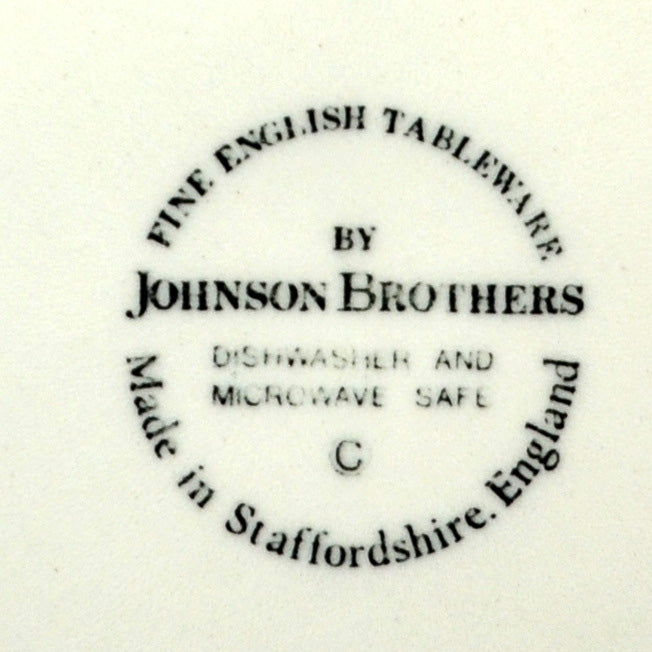 FINE ENGLISH TABLEWARE
BY
JOHNSON BROTHERS
DISHWASHER AND
MICROWAVE SAFE
C
Made in Staffordshire. England